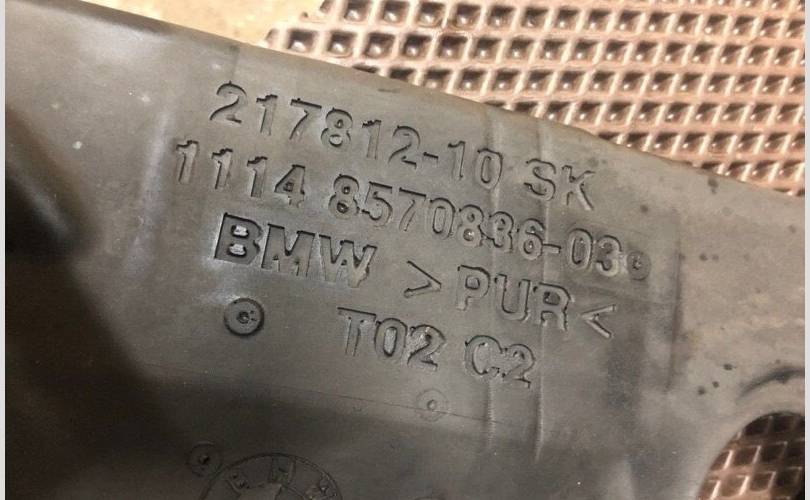 217812-10 SK
1114 8570836-03
BMW >PUR<
T02 C2